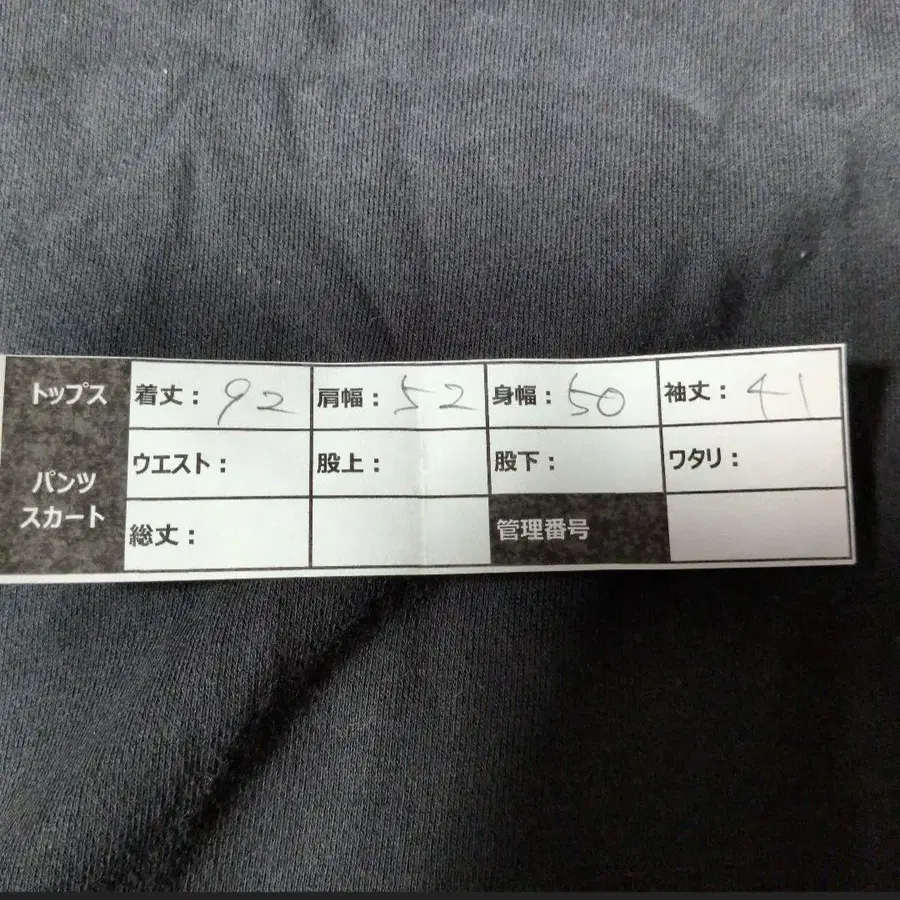 トップス 着丈: 92 肩幅: 52 身幅: 50 袖丈: 41
パンツ スカート ウエスト: 股上: 股下: ワタリ:
総丈: 管理番号